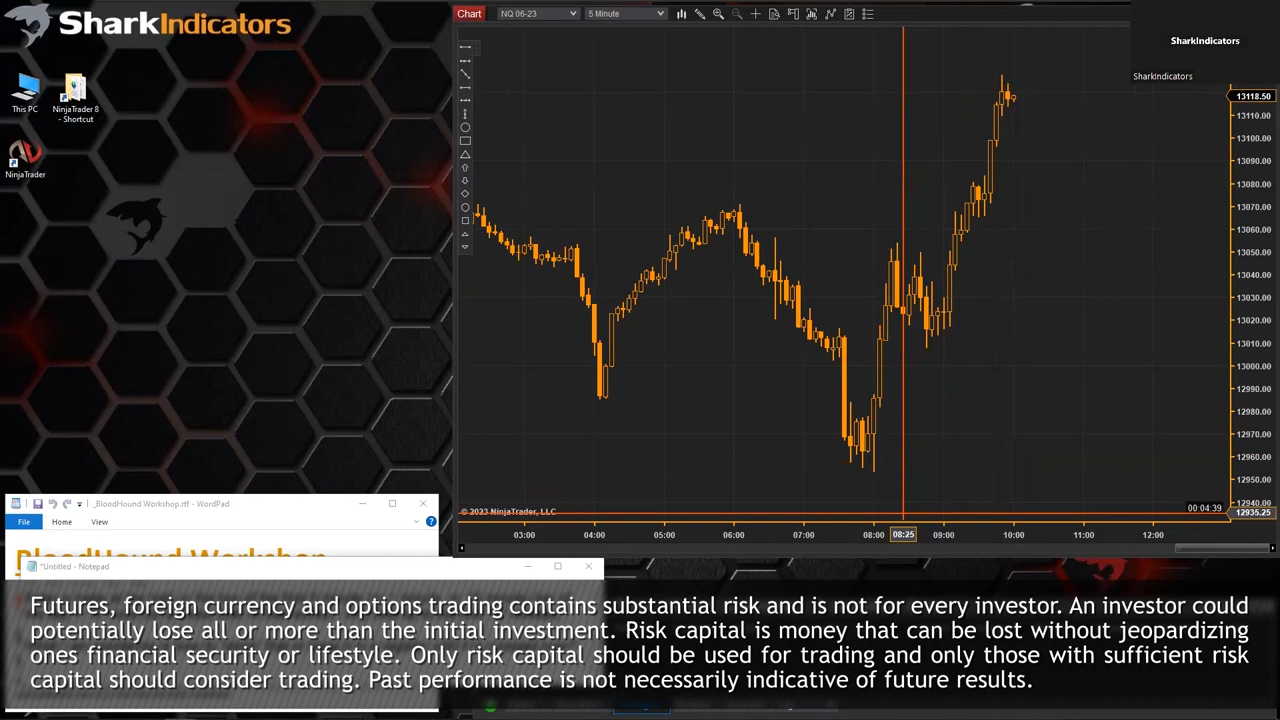 SharkIndicators
This PC
NinjaTrader 8
- Shortcut
NinjaTrader
Chart
NQ 06-23
5 Minute
SharkIndicators
SharkIndicators
13118.50
13110.00
13100.00
13090.00
13080.00
13070.00
13060.00
13050.00
13040.00
13030.00
13020.00
13010.00
13000.00
12990.00
12980.00
12970.00
12960.00
12950.00
12940.00
12935.25
00:04:39
© 2023 NinjaTrader, LLC
03:00
04:00
05:00
06:00
07:00
08:00
08:25
09:00
10:00
11:00
12:00
_BloodHound Workshop.rtf - WordPad
File
Home
View
BloodHound Workshop
*Untitled - Notepad
Futures, foreign currency and options trading contains substantial risk and is not for every investor. An investor could
potentially lose all or more than the initial investment. Risk capital is money that can be lost without jeopardizing
ones financial security or lifestyle. Only risk capital should be used for trading and only those with sufficient risk
capital should consider trading. Past performance is not necessarily indicative of future results.